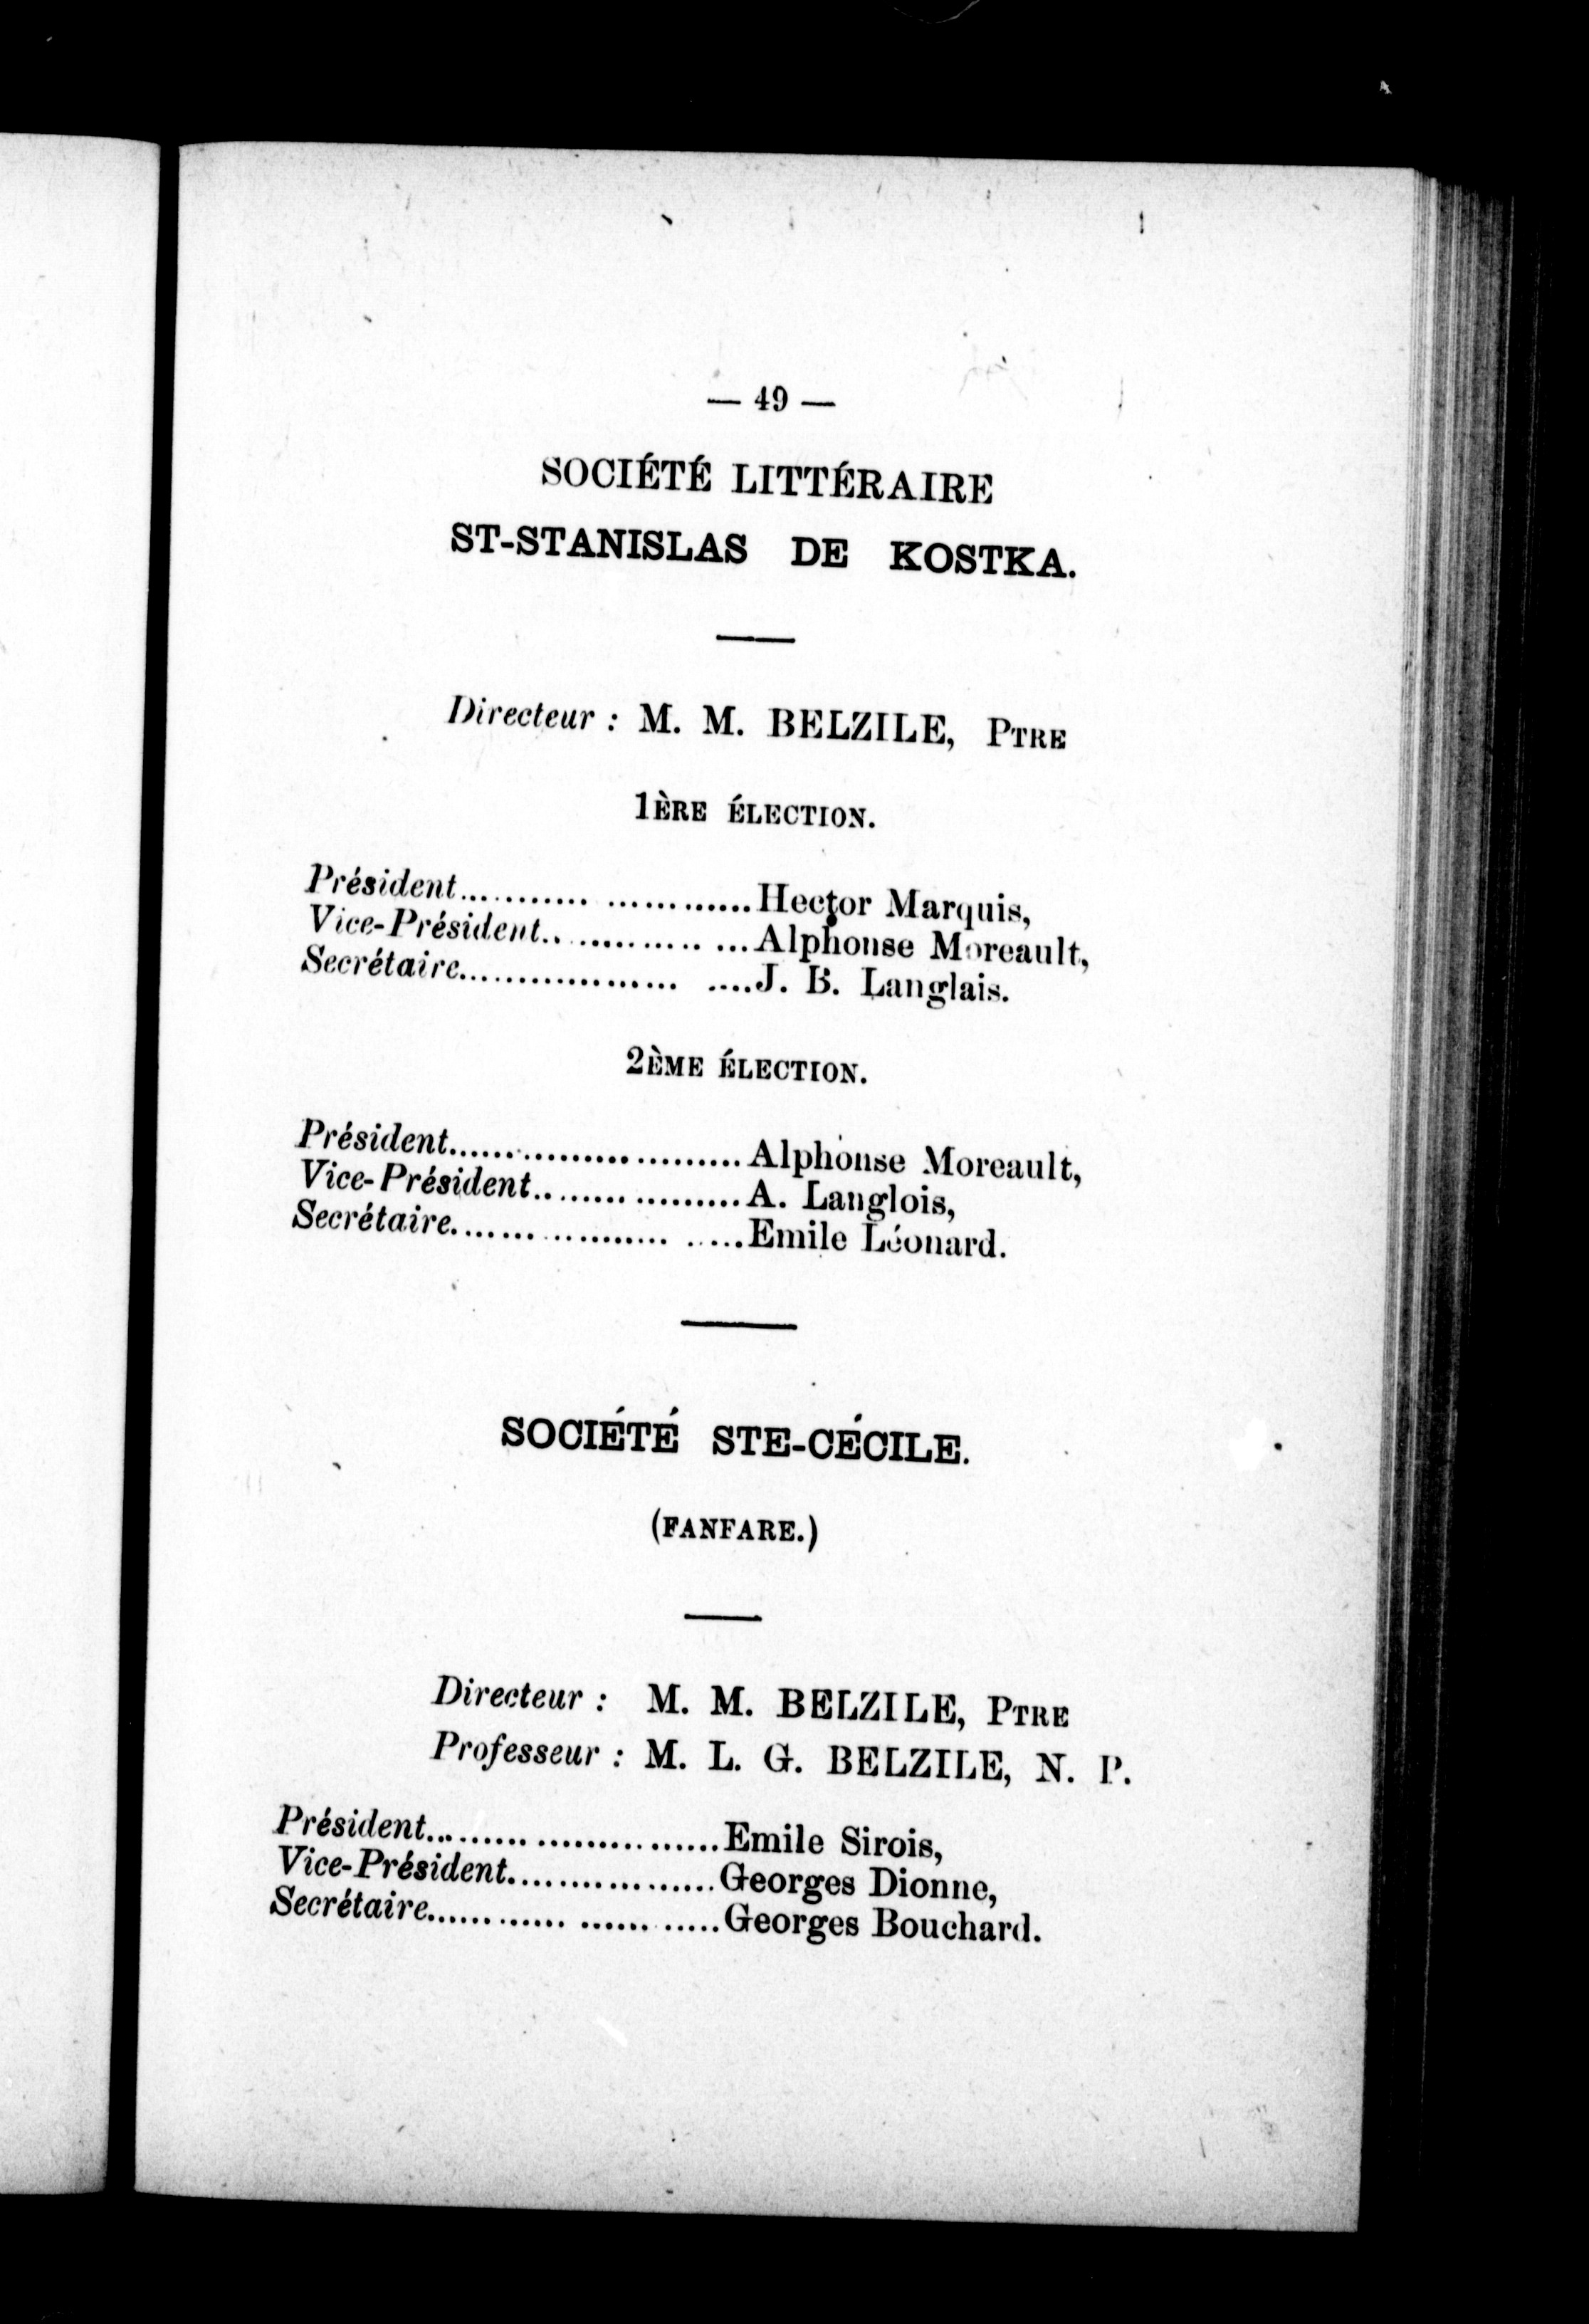 — 49 —
SOCIÉTÉ LITTÉRAIRE
ST-STANISLAS DE KOSTKA.
Directeur : M. M. BELZILE, PTRE
1ÈRE ÉLECTION.
Président..............................Hector Marquis,
Vice-Président....................Alphonse Moreault,
Secrétaire..........................J. B. Langlais.
2ÈME ÉLECTION.
Président..............................Alphonse Moreault,
Vice-Président.....................A. Langlois,
Secrétaire............................Emile Léonard.
SOCIÉTÉ STE-CÉCILE.
(FANFARE.)
Directeur : M. M. BELZILE, PTRE
Professeur : M. L. G. BELZILE, N. P.
Président..............................Emile Sirois,
Vice-Président.....................Georges Dionne,
Secrétaire.............................Georges Bouchard.